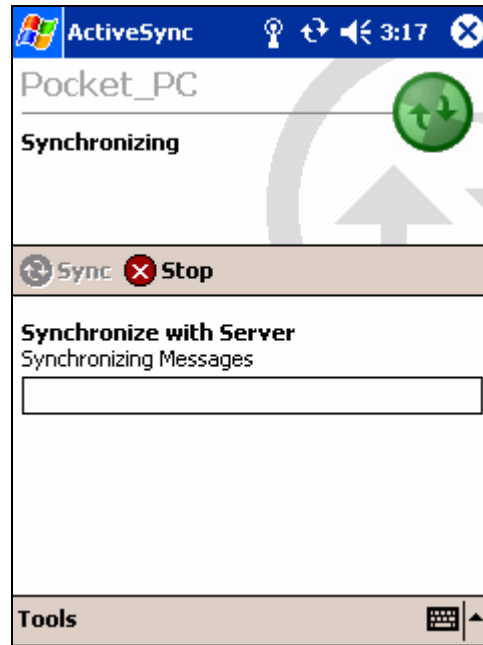 ActiveSync 3:17
Pocket_PC
Synchronizing
Sync Stop
Synchronize with Server
Synchronizing Messages
Tools